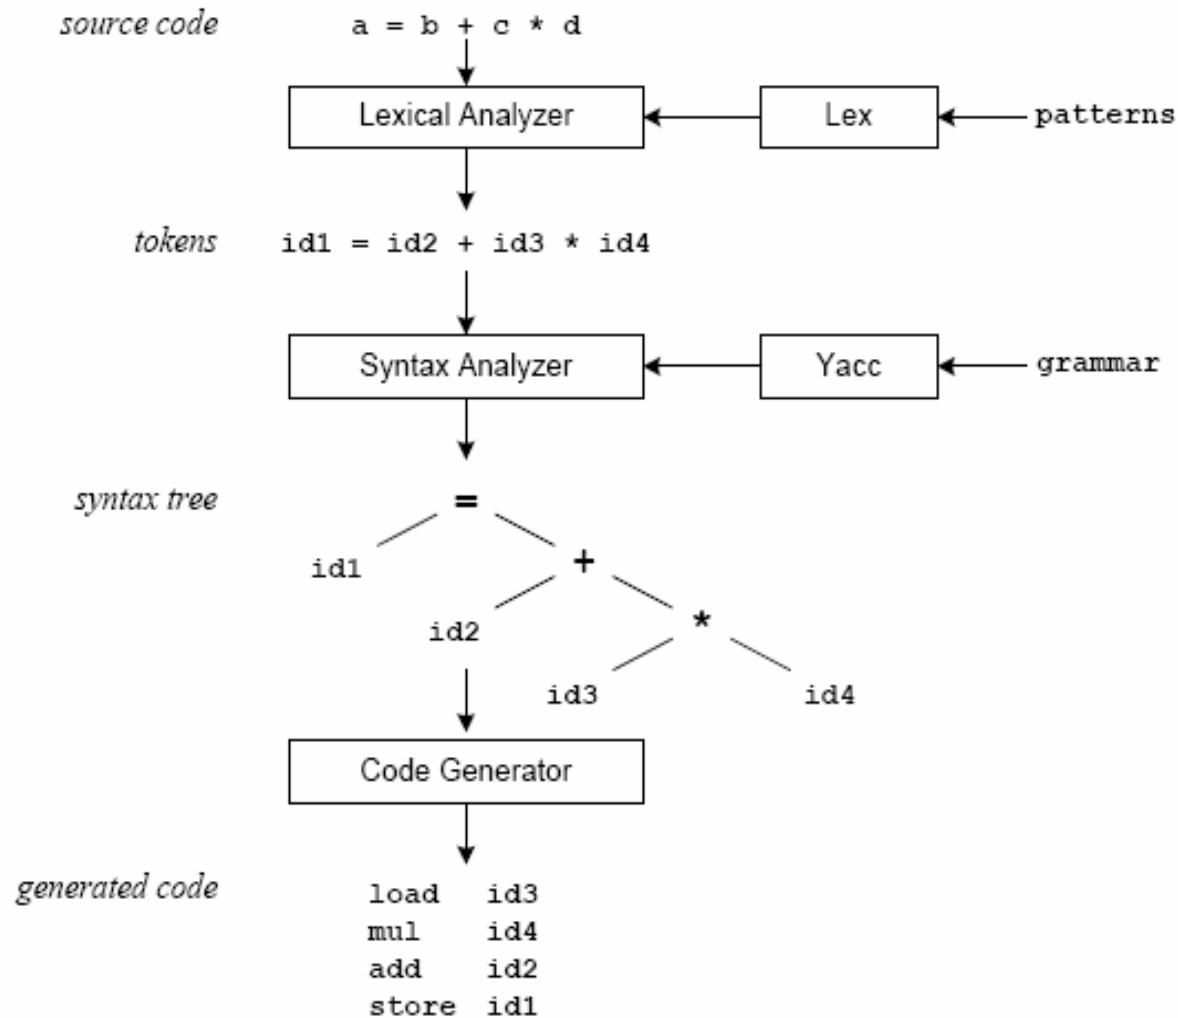 source code a = b + c * d
Lexical Analyzer Lex patterns
tokens id1 = id2 + id3 * id4
Syntax Analyzer Yacc grammar
syntax tree =
id1 +
id2 *
id3 id4
Code Generator
generated code load id3
mul id4
add id2
store id1